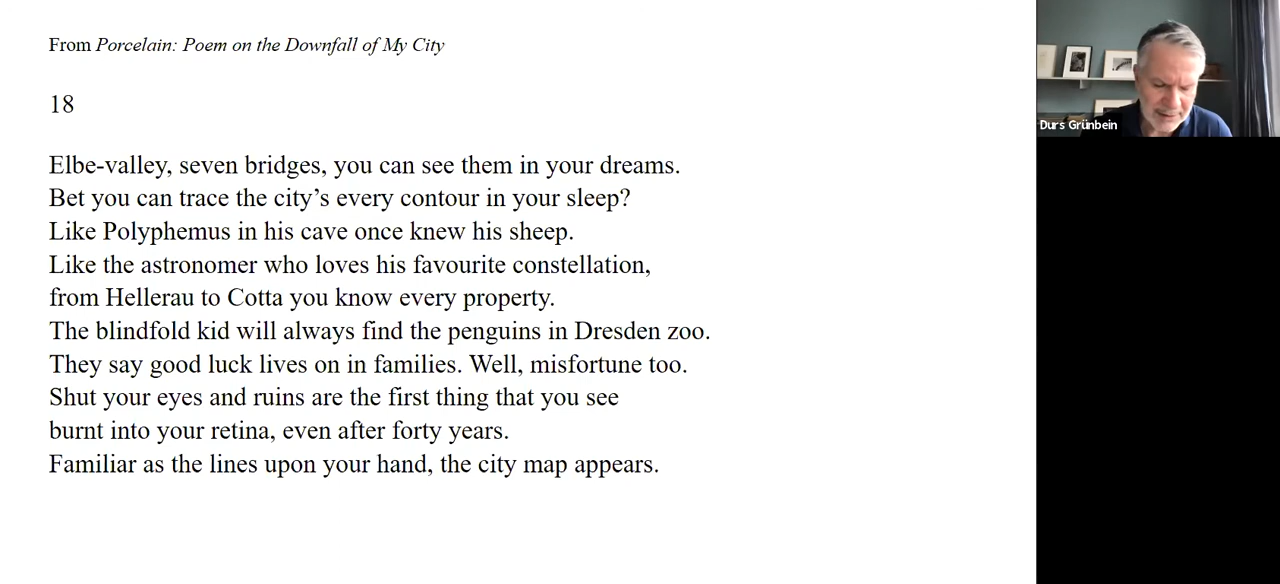 From Porcelain: Poem on the Downfall of My City
18
Elbe-valley, seven bridges, you can see them in your dreams.
Bet you can trace the city’s every contour in your sleep?
Like Polyphemus in his cave once knew his sheep.
Like the astronomer who loves his favourite constellation,
from Hellerau to Cotta you know every property.
The blindfold kid will always find the penguins in Dresden zoo.
They say good luck lives on in families. Well, misfortune too.
Shut your eyes and ruins are the first thing that you see
burnt into your retina, even after forty years.
Familiar as the lines upon your hand, the city map appears.
Durs Grünbein